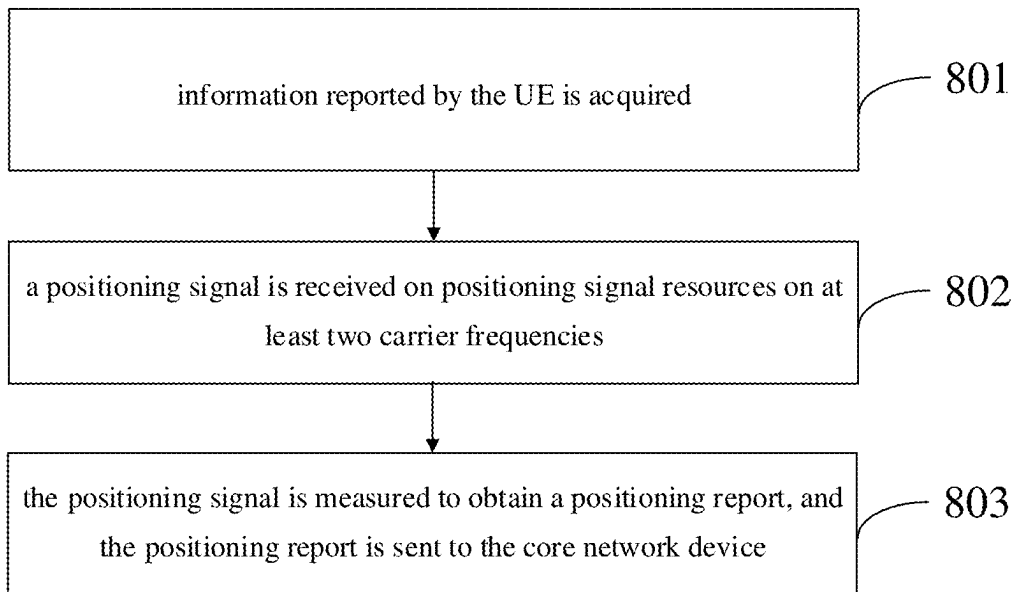 information reported by the UE is acquired
801
a positioning signal is received on positioning signal resources on at
least two carrier frequencies
802
the positioning signal is measured to obtain a positioning report, and
the positioning report is sent to the core network device
803